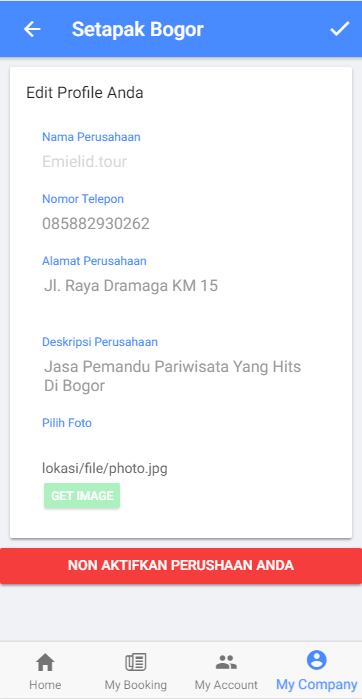 Setapak Bogor
Edit Profile Anda
Nama Perusahaan
Emielid.tour
Nomor Telepon
085882930262
Alamat Perusahaan
Jl. Raya Dramaga KM 15
Deskripsi Perusahaan
Jasa Pemandu Pariwisata Yang Hits
Di Bogor
Pilih Foto
lokasi/file/photo.jpg
GET IMAGE
NON AKTIFKAN PERUSHAAN ANDA
Home My Booking My Account My Company